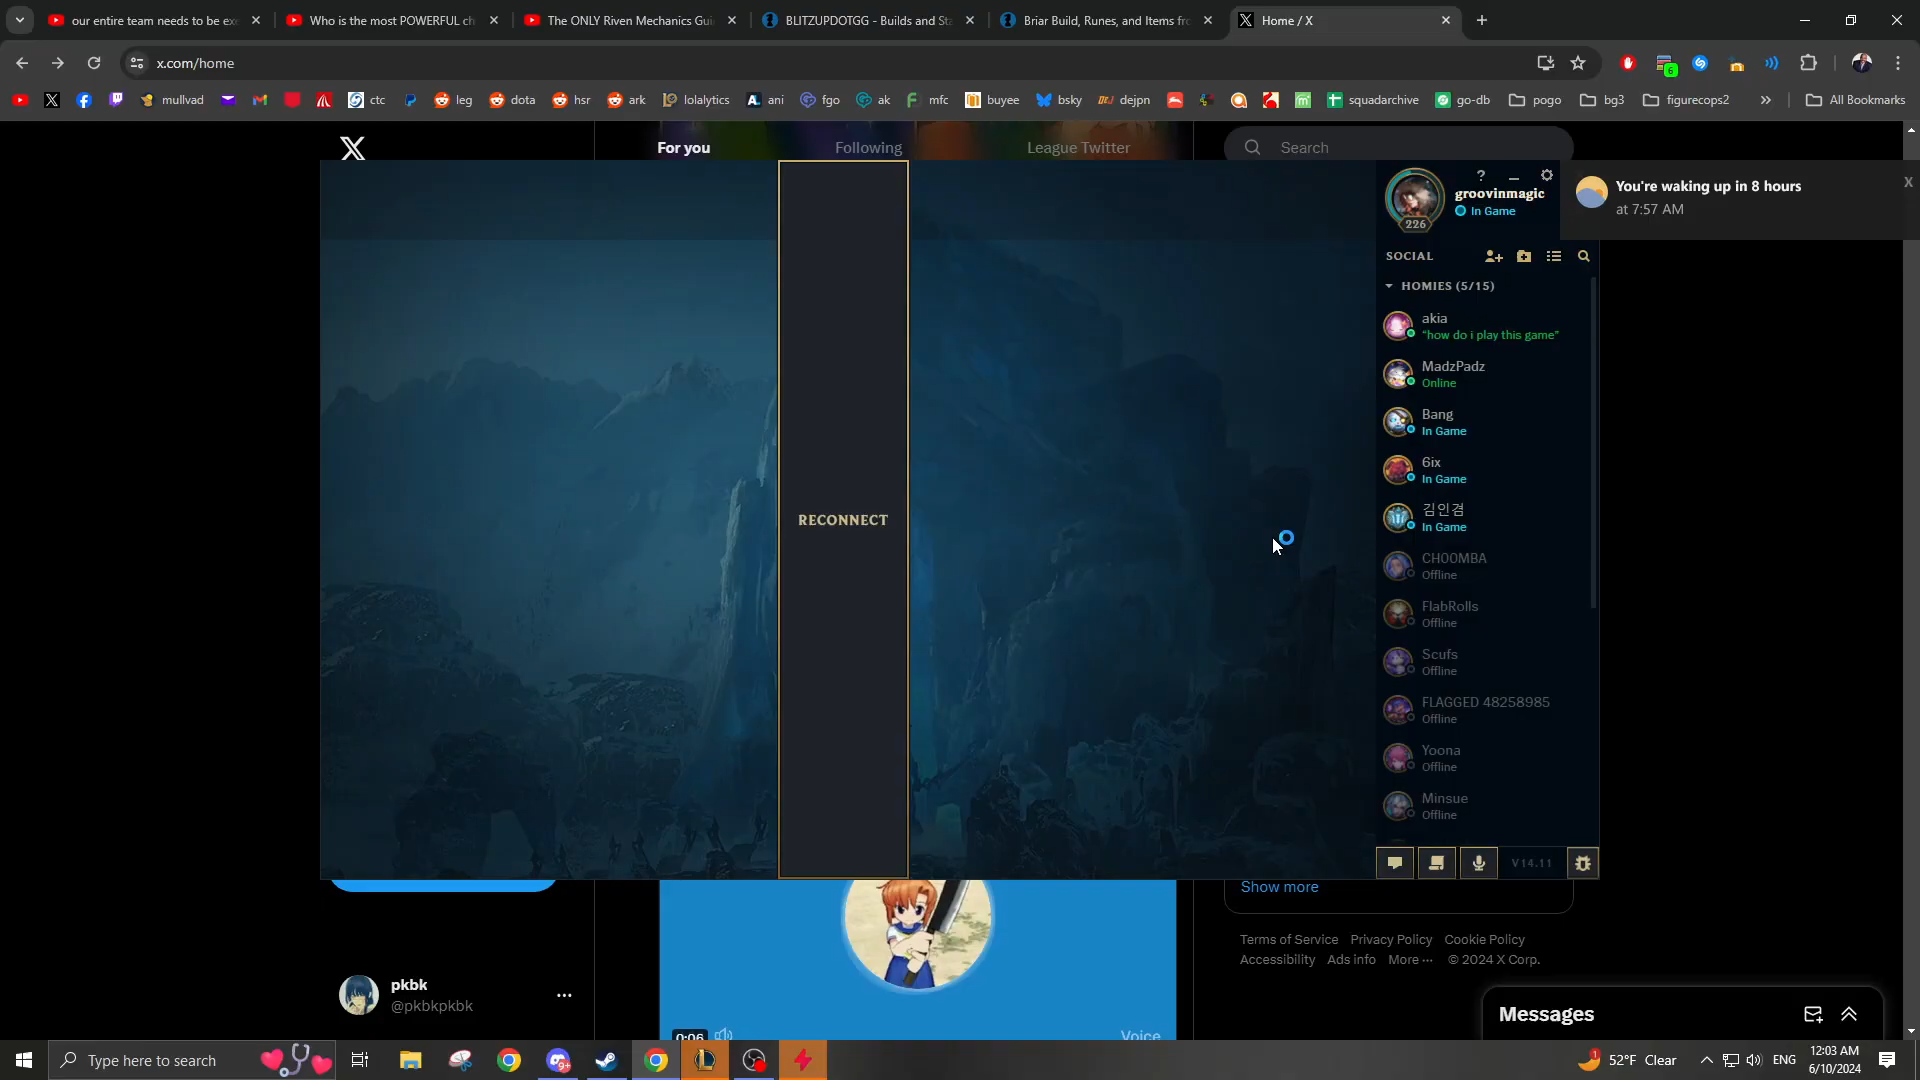 our entire team needs to be ex
Who is the most POWERFUL ch
The ONLY Riven Mechanics Gui
BLITZUPDOTGG - Builds and Sta
Briar Build, Runes, and Items fro
Home / X
x.com/home
6
mullvad
ctc
leg
dota
hsr
ark
lolalytics
ani
fgo
ak
mfc
buyee
bsky
dejpn
squadarchive
go-db
pogo
bg3
figurecops2
All Bookmarks
For you
Following
League Twitter
Search
groovinmagic
In Game
226
You're waking up in 8 hours
at 7:57 AM
X
SOCIAL
HOMIES (5/15)
akia
"how do i play this game"
MadzPadz
Online
Bang
In Game
6ix
In Game
김인겸
In Game
CHOOMBA
Offline
FlabRolls
Offline
Scufs
Offline
FLAGGED 48258985
Offline
Yoona
Offline
Minsue
Offline
RECONNECT
V14.11
Show more
Terms of Service Privacy Policy Cookie Policy
Accessibility Ads info More ··· © 2024 X Corp.
pkbk
@pkbkpkbk
0:06
Voice
Messages
Type here to search
9+
1
52°F Clear
ENG
12:03 AM
6/10/2024